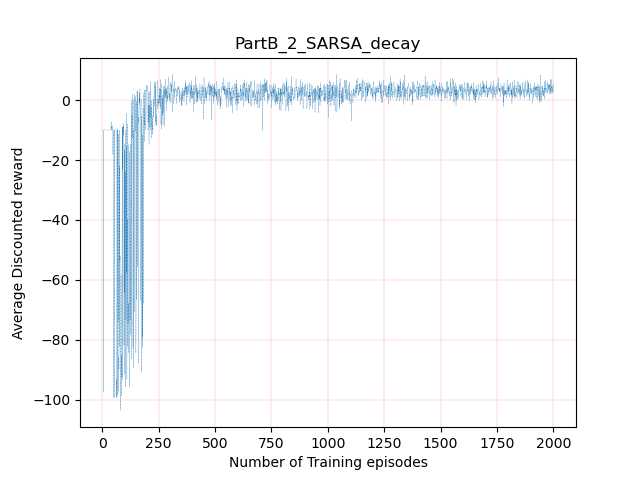 PartB_2_SARSA_decay
Average Discounted reward
0
−20
−40
−60
−80
−100
0 250 500 750 1000 1250 1500 1750 2000
Number of Training episodes